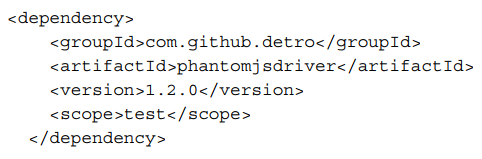 <dependency>
    <groupId>com.github.detro</groupId>
    <artifactId>phantomjsdriver</artifactId>
    <version>1.2.0</version>
    <scope>test</scope>
  </dependency>